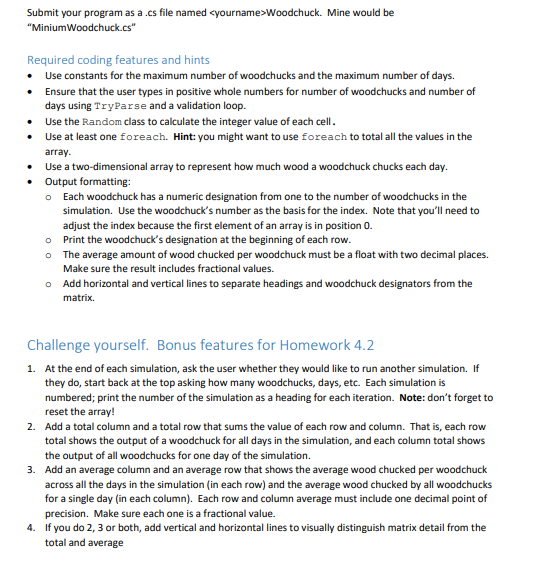 Submit your program as a .cs file named <yourname>Woodchuck. Mine would be
"MiniumWoodchuck.cs"
Required coding features and hints
• Use constants for the maximum number of woodchucks and the maximum number of days.
• Ensure that the user types in positive whole numbers for number of woodchucks and number of
days using TryParse and a validation loop.
• Use the Random class to calculate the integer value of each cell.
• Use at least one foreach. Hint: you might want to use foreach to total all the values in the
array.
• Use a two-dimensional array to represent how much wood a woodchuck chucks each day.
• Output formatting:
o Each woodchuck has a numeric designation from one to the number of woodchucks in the
simulation. Use the woodchuck's number as the basis for the index. Note that you'll need to
adjust the index because the first element of an array is in position 0.
o Print the woodchuck's designation at the beginning of each row.
o The average amount of wood chucked per woodchuck must be a float with two decimal places.
Make sure the result includes fractional values.
o Add horizontal and vertical lines to separate headings and woodchuck designators from the
matrix.
Challenge yourself. Bonus features for Homework 4.2
1. At the end of each simulation, ask the user whether they would like to run another simulation. If
they do, start back at the top asking how many woodchucks, days, etc. Each simulation is
numbered; print the number of the simulation as a heading for each iteration. Note: don't forget to
reset the array!
2. Add a total column and a total row that sums the value of each row and column. That is, each row
total shows the output of a woodchuck for all days in the simulation, and each column total shows
the output of all woodchucks for one day of the simulation.
3. Add an average column and an average row that shows the average wood chucked per woodchuck
across all the days in the simulation (in each row) and the average wood chucked by all woodchucks
for a single day (in each column). Each row and column average must include one decimal point of
precision. Make sure each one is a fractional value.
4. If you do 2, 3 or both, add vertical and horizontal lines to visually distinguish matrix detail from the
total and average